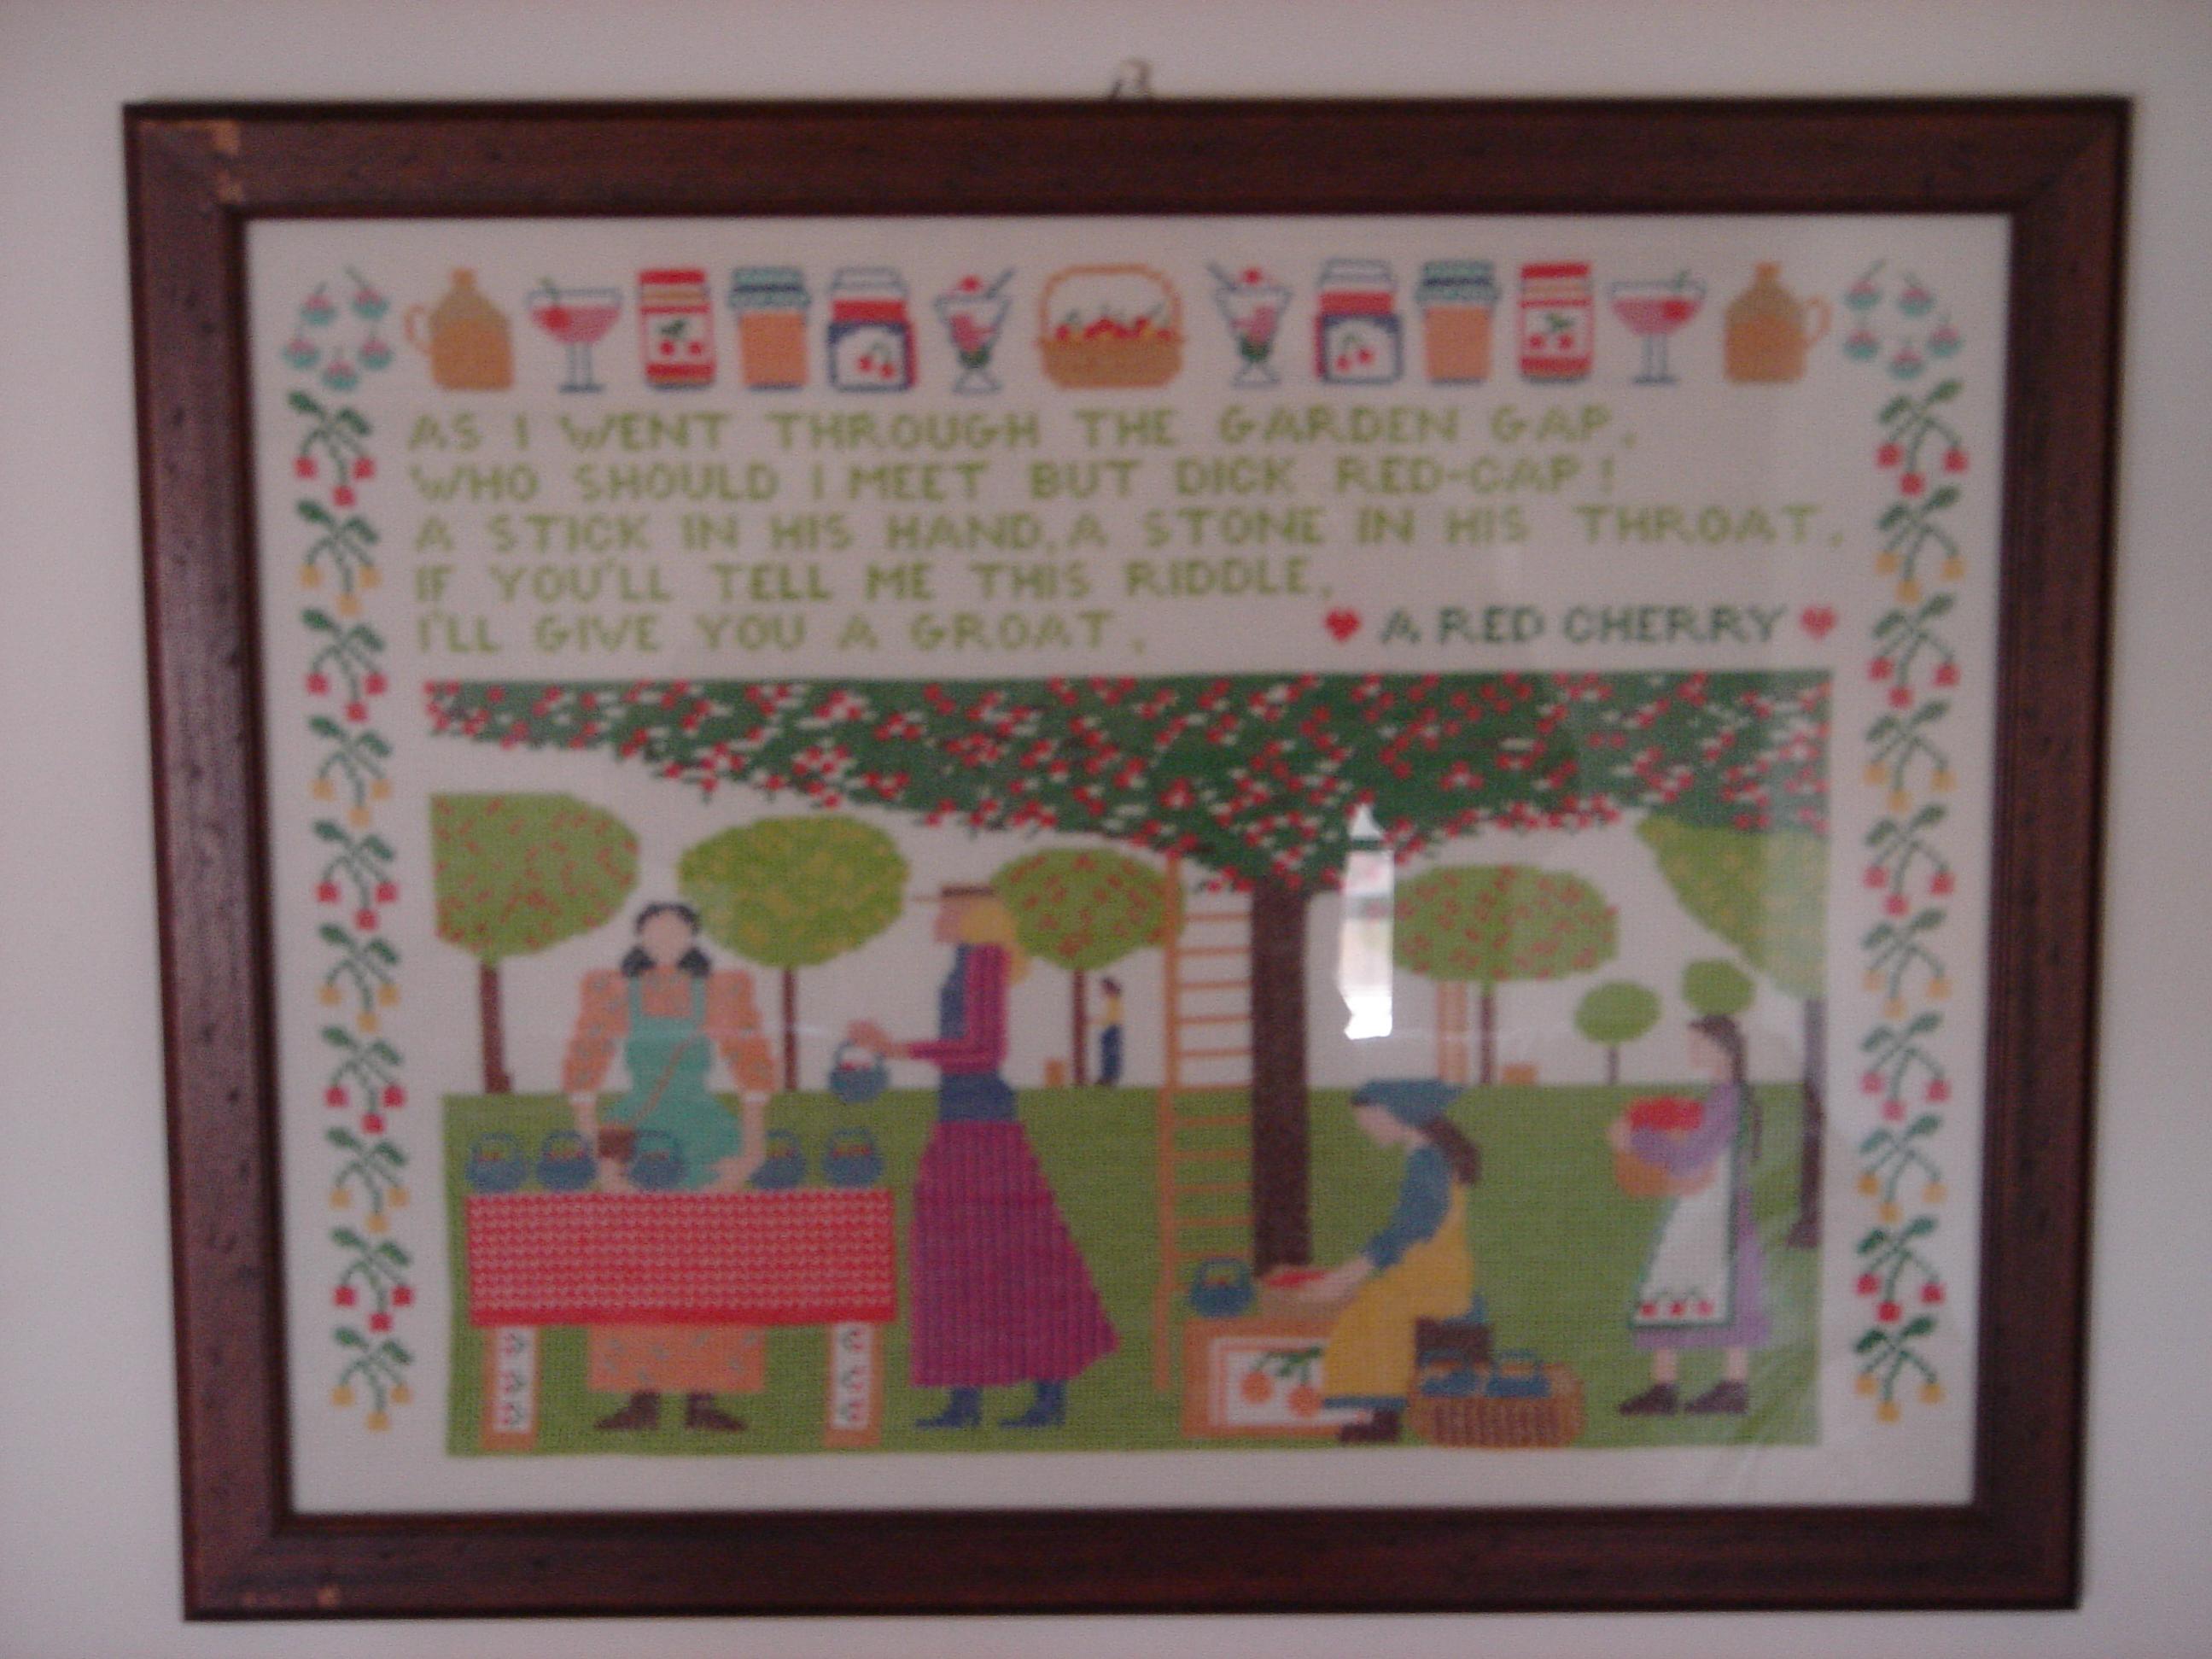 AS I WENT THROUGH THE GARDEN GAP,
WHO SHOULD I MEET BUT DICK RED-CAP!
A STICK IN HIS HAND, A STONE IN HIS THROAT,
IF YOU'LL TELL ME THIS RIDDLE,
I'LL GIVE YOU A GROAT.
A RED CHERRY